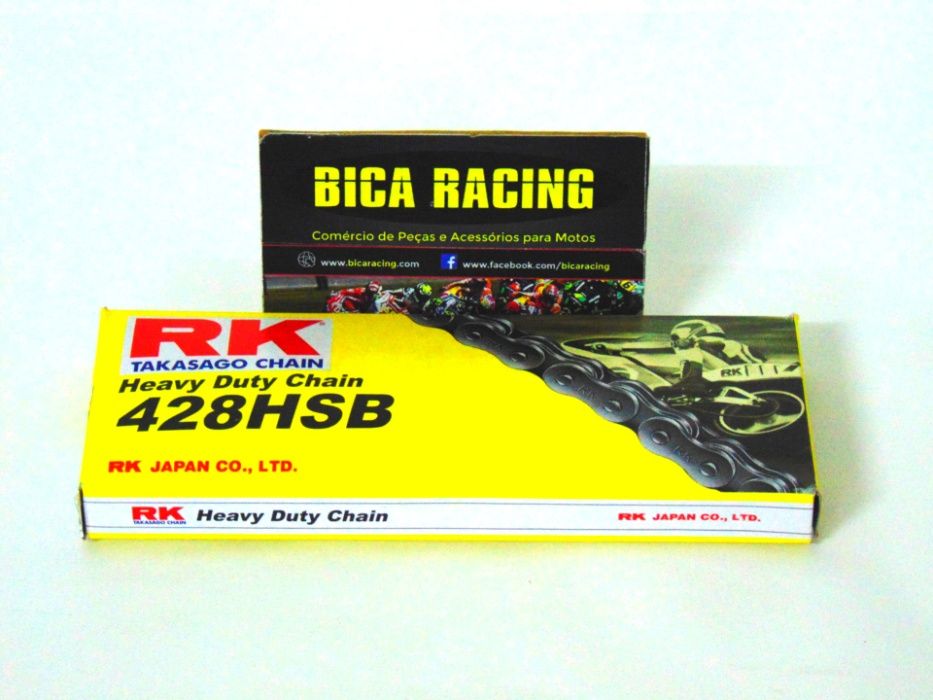 BICA RACING
Comércio de Peças e Acessórios para Motos
www.bicaracing.com
www.facebook.com/bicaracing
RK
TAKASAGO CHAIN
Heavy Duty Chain
428HSB
RK JAPAN CO., LTD.
RK
RK
RK
TAKASAGO CHAIN
Heavy Duty Chain
RK JAPAN CO., LTD.